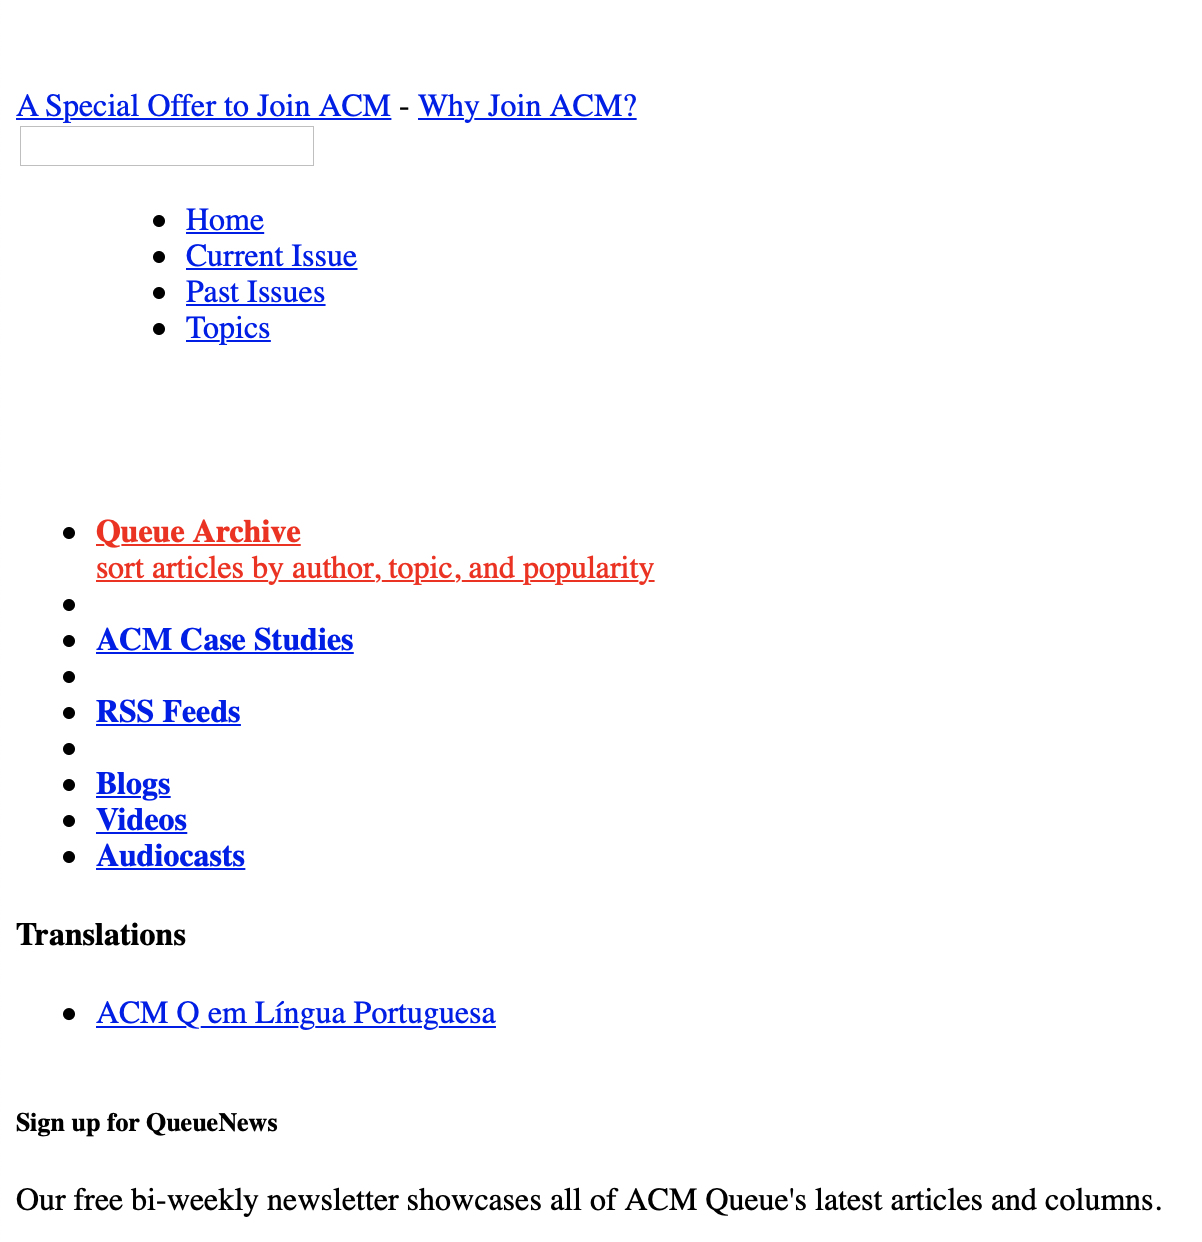 A Special Offer to Join ACM - Why Join ACM?
Home
Current Issue
Past Issues
Topics
Queue Archive
sort articles by author, topic, and popularity
ACM Case Studies
RSS Feeds
Blogs
Videos
Audiocasts
Translations
ACM Q em Língua Portuguesa
Sign up for QueueNews
Our free bi-weekly newsletter showcases all of ACM Queue's latest articles and columns.